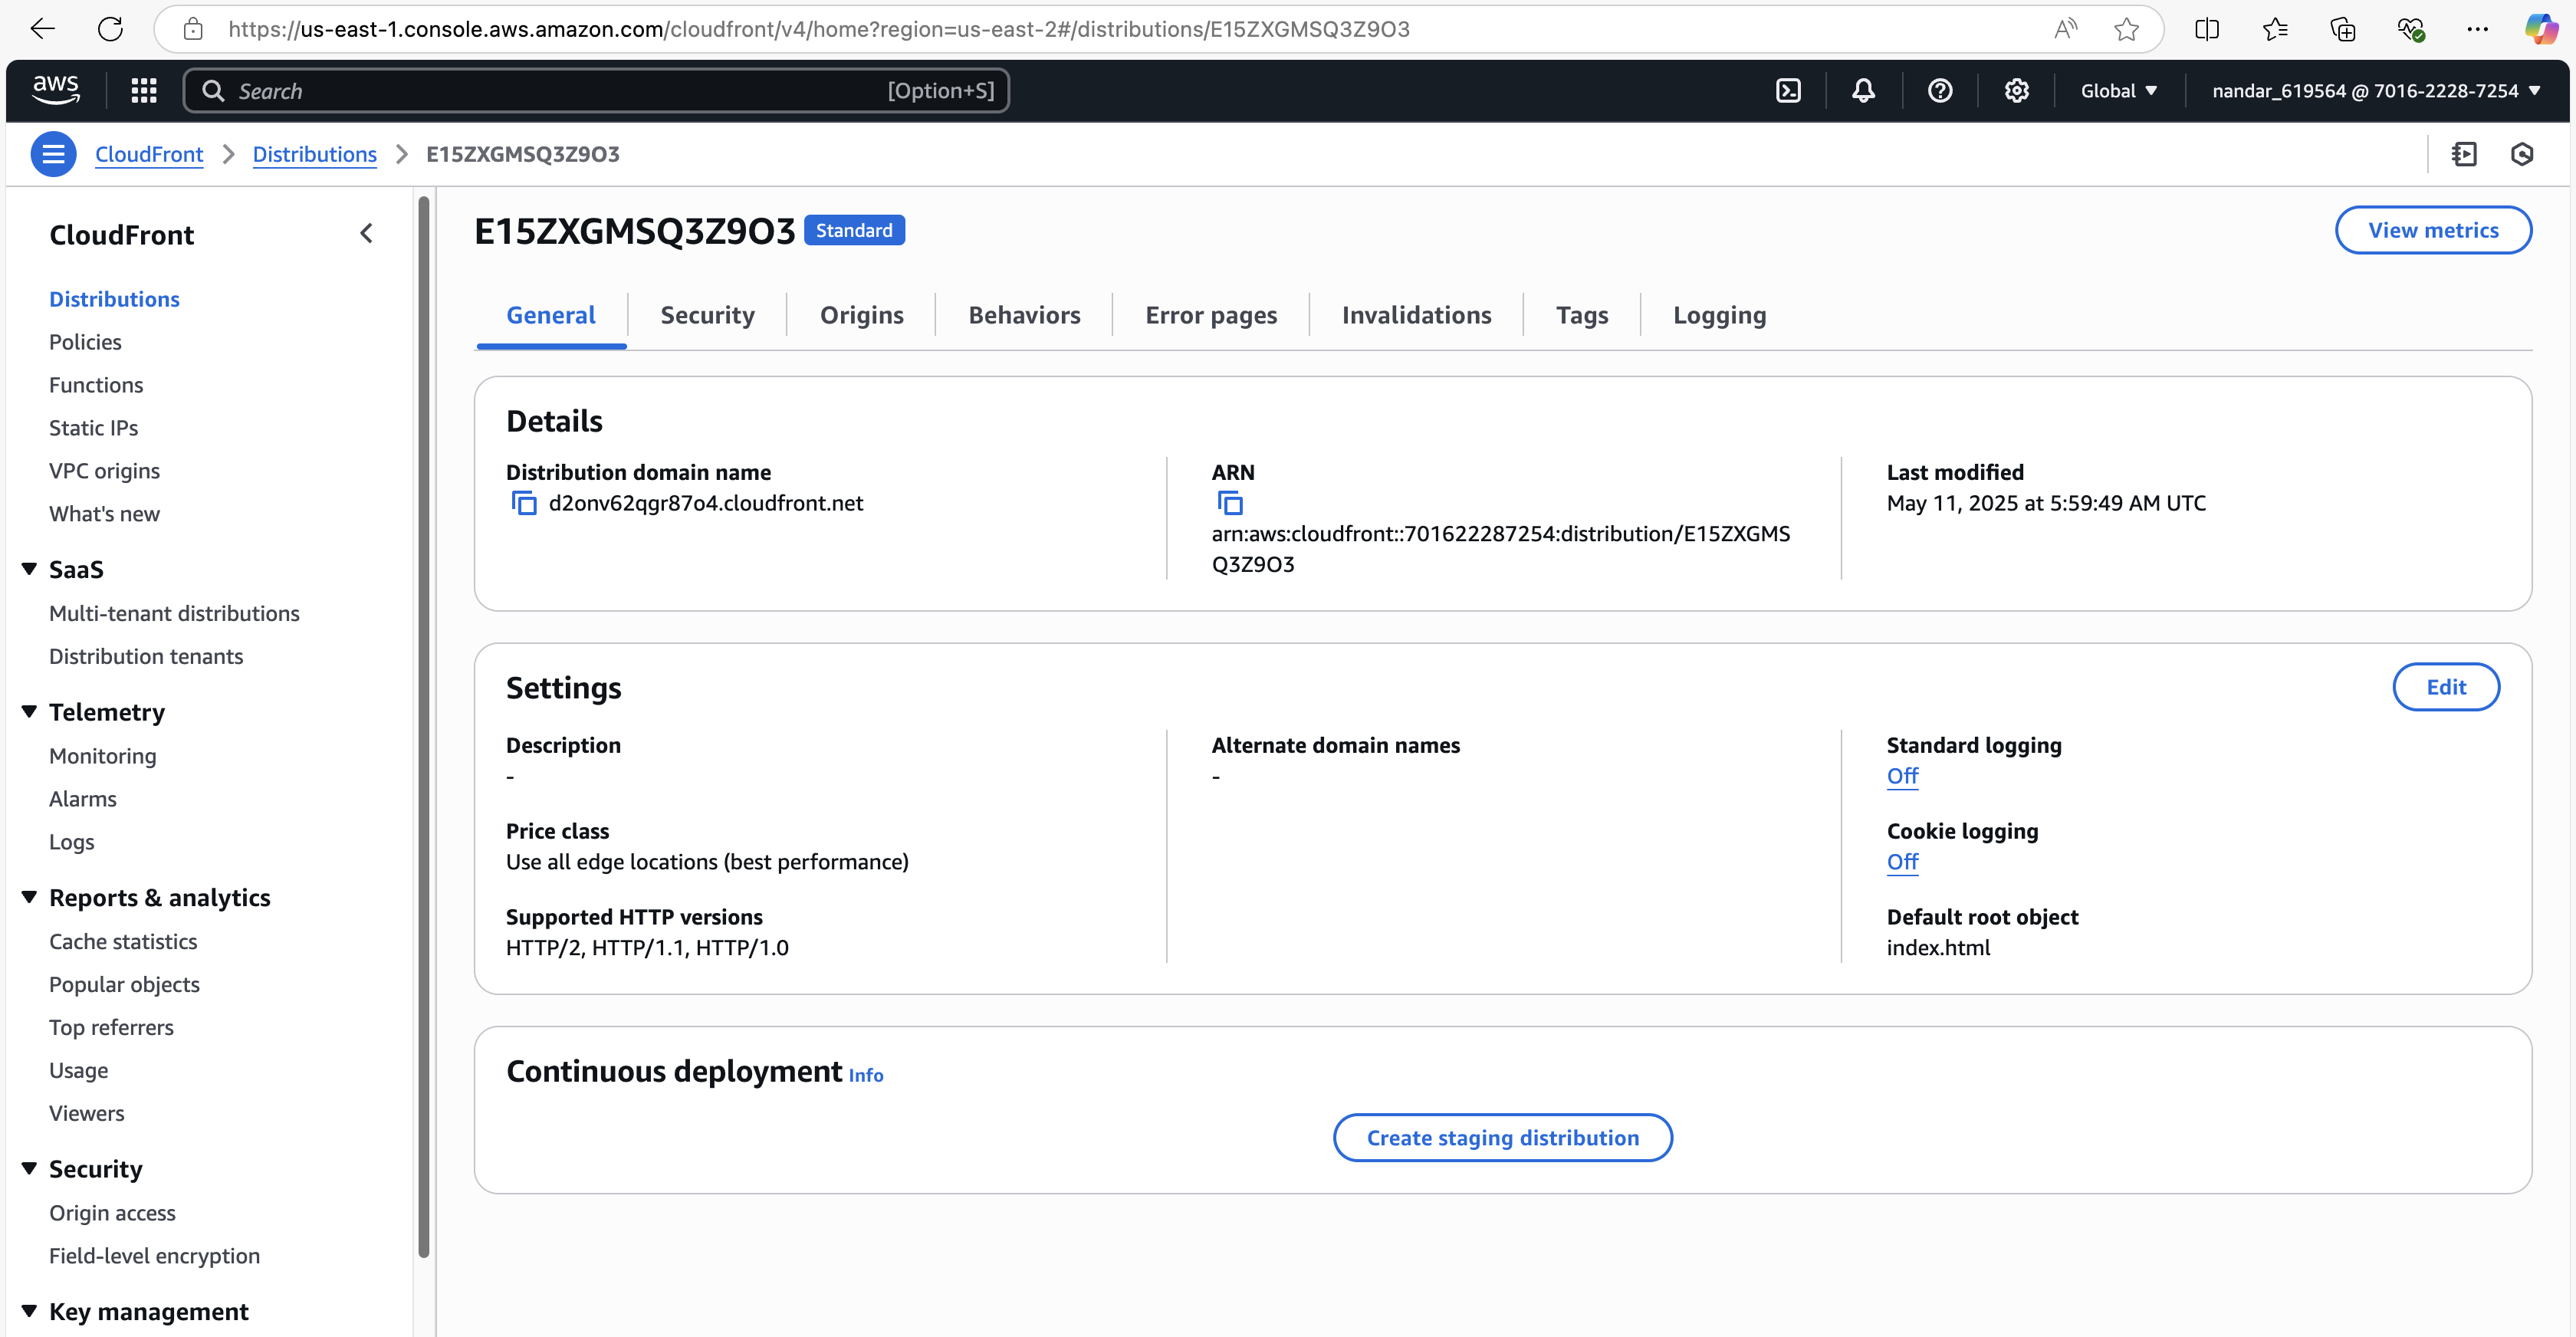 https://us-east-1.console.aws.amazon.com/cloudfront/v4/home?region=us-east-2#/distributions/E15ZXGMSQ3Z9O3
aws
Search
[Option+S]
Global
nandar_619564 @ 7016-2228-7254
CloudFront
Distributions
E15ZXGMSQ3Z9O3
CloudFront
Distributions
Policies
Functions
Static IPs
VPC origins
What's new
SaaS
Multi-tenant distributions
Distribution tenants
Telemetry
Monitoring
Alarms
Logs
Reports & analytics
Cache statistics
Popular objects
Top referrers
Usage
Viewers
Security
Origin access
Field-level encryption
Key management
E15ZXGMSQ3Z9O3
Standard
View metrics
General
Security
Origins
Behaviors
Error pages
Invalidations
Tags
Logging
Details
Distribution domain name
d2onv62qgr87o4.cloudfront.net
ARN
arn:aws:cloudfront::701622287254:distribution/E15ZXGMS
Q3Z9O3
Last modified
May 11, 2025 at 5:59:49 AM UTC
Settings
Edit
Description
-
Price class
Use all edge locations (best performance)
Supported HTTP versions
HTTP/2, HTTP/1.1, HTTP/1.0
Alternate domain names
-
Standard logging
Off
Cookie logging
Off
Default root object
index.html
Continuous deployment Info
Create staging distribution